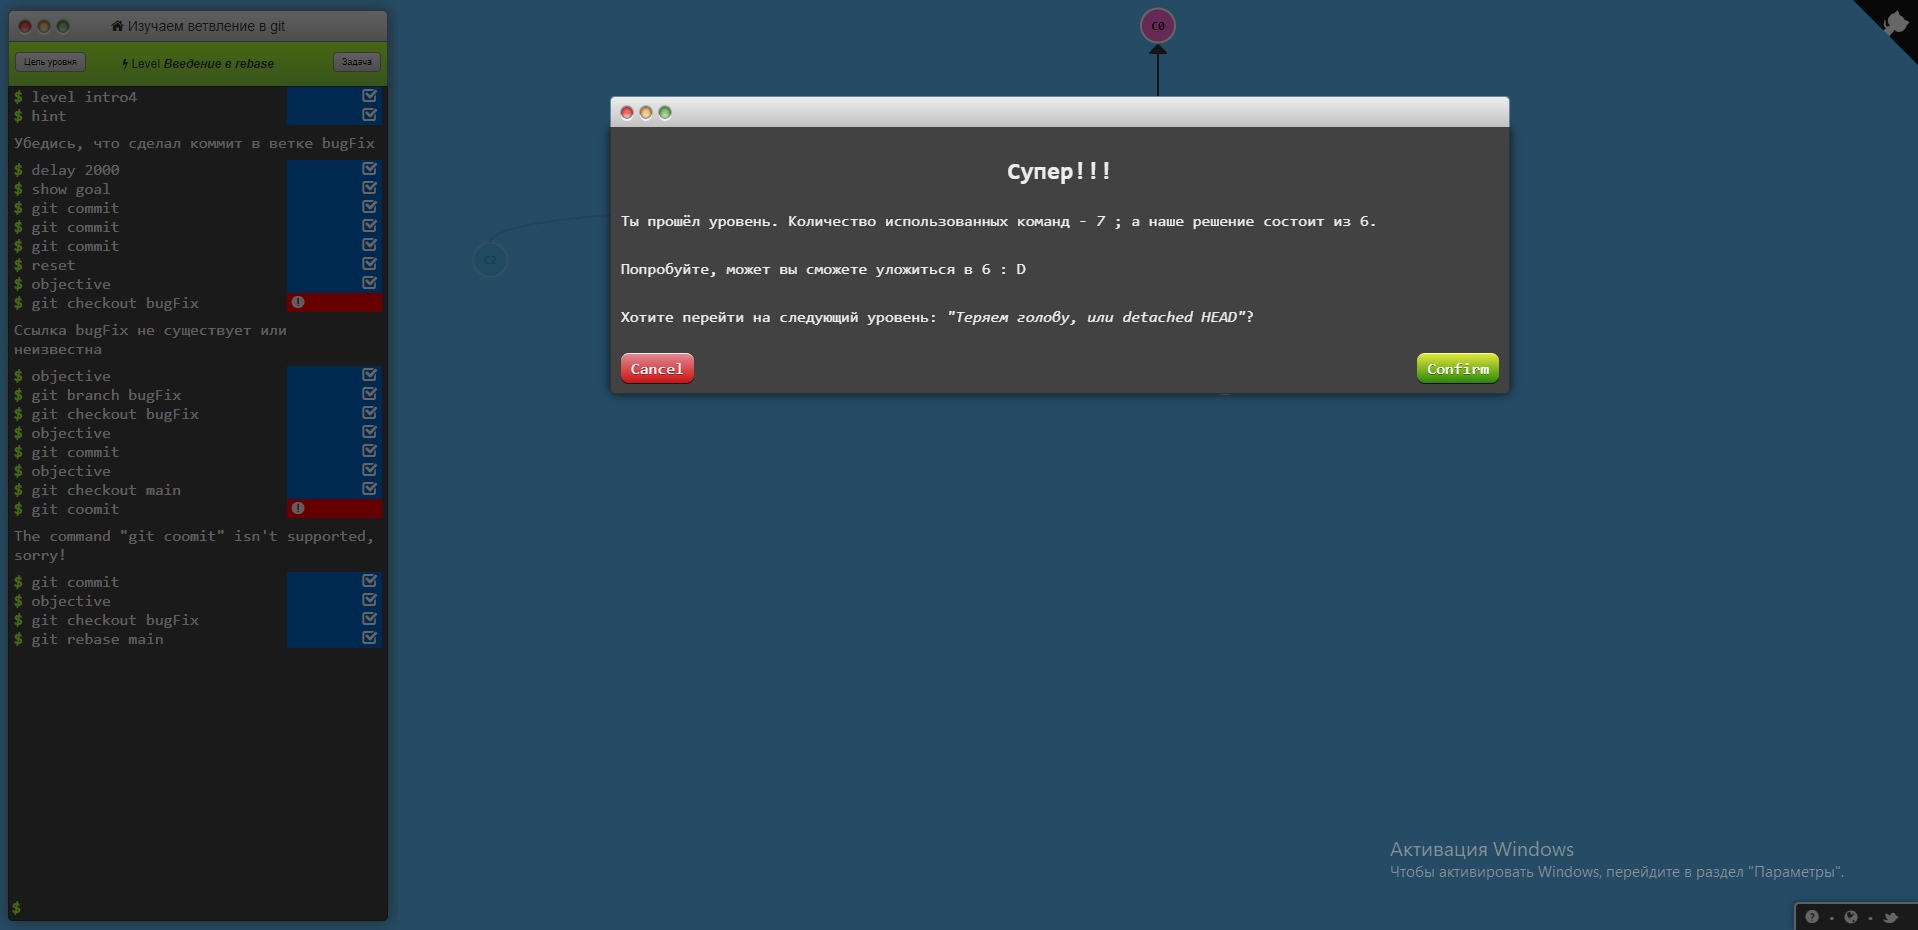 Изучаем ветвление в git
Цель уровня
Level Введение в rebase
Задача
$ level intro4
$ hint
Убедись, что сделал коммит в ветке bugFix
$ delay 2000
$ show goal
$ git commit
$ git commit
$ git commit
$ reset
$ objective
$ git checkout bugFix
Ссылка bugFix не существует или
неизвестна
$ objective
$ git branch bugFix
$ git checkout bugFix
$ objective
$ git commit
$ objective
$ git checkout main
$ git coomit
The command "git coomit" isn't supported,
sorry!
$ git commit
$ objective
$ git checkout bugFix
$ git rebase main
$
C0
C2
Супер!!!
Ты прошёл уровень. Количество использованных команд - 7 ; а наше решение состоит из 6.
Попробуйте, может вы сможете уложиться в 6 : D
Хотите перейти на следующий уровень: "Теряем голову, или detached HEAD"?
Cancel
Confirm
Активация Windows
Чтобы активировать Windows, перейдите в раздел "Параметры".